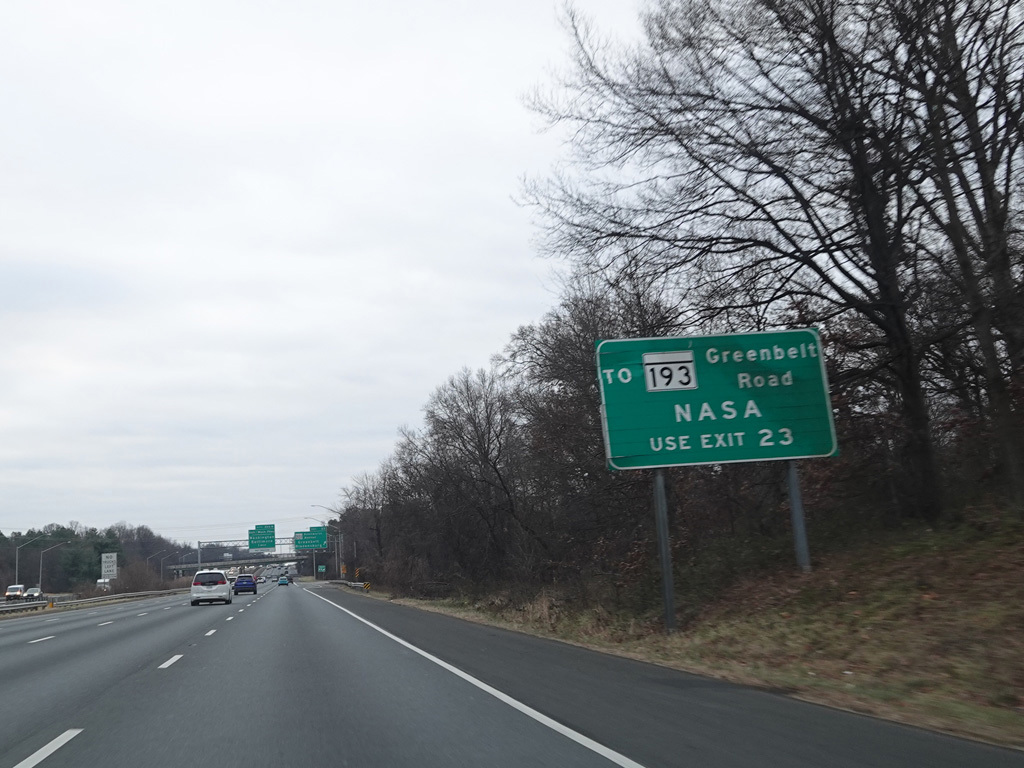 TO 193 Greenbelt
Road
NASA
USE EXIT 23